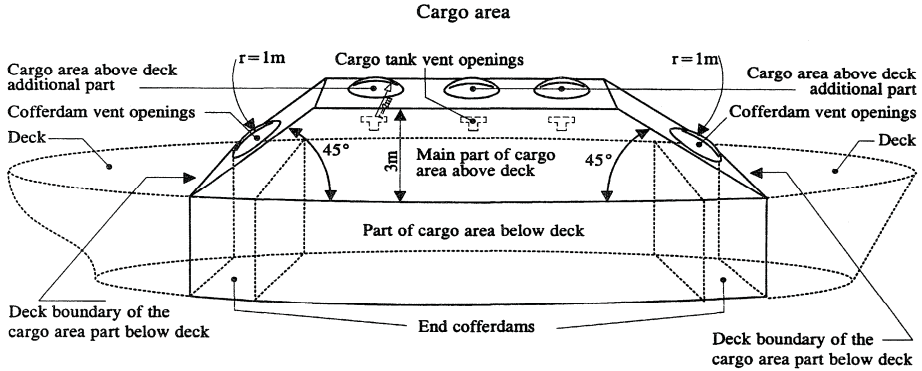 Cargo area
r=1m
Cargo tank vent openings
r=1m
Cargo area above deck
additional part
Cargo area above deck
additional part
r=2m
Cofferdam vent openings
Cofferdam vent openings
Deck
Deck
45°
3m
Main part of cargo
area above deck
45°
Part of cargo area below deck
Deck boundary of the
cargo area part below deck
End cofferdams
Deck boundary of the
cargo area part below deck